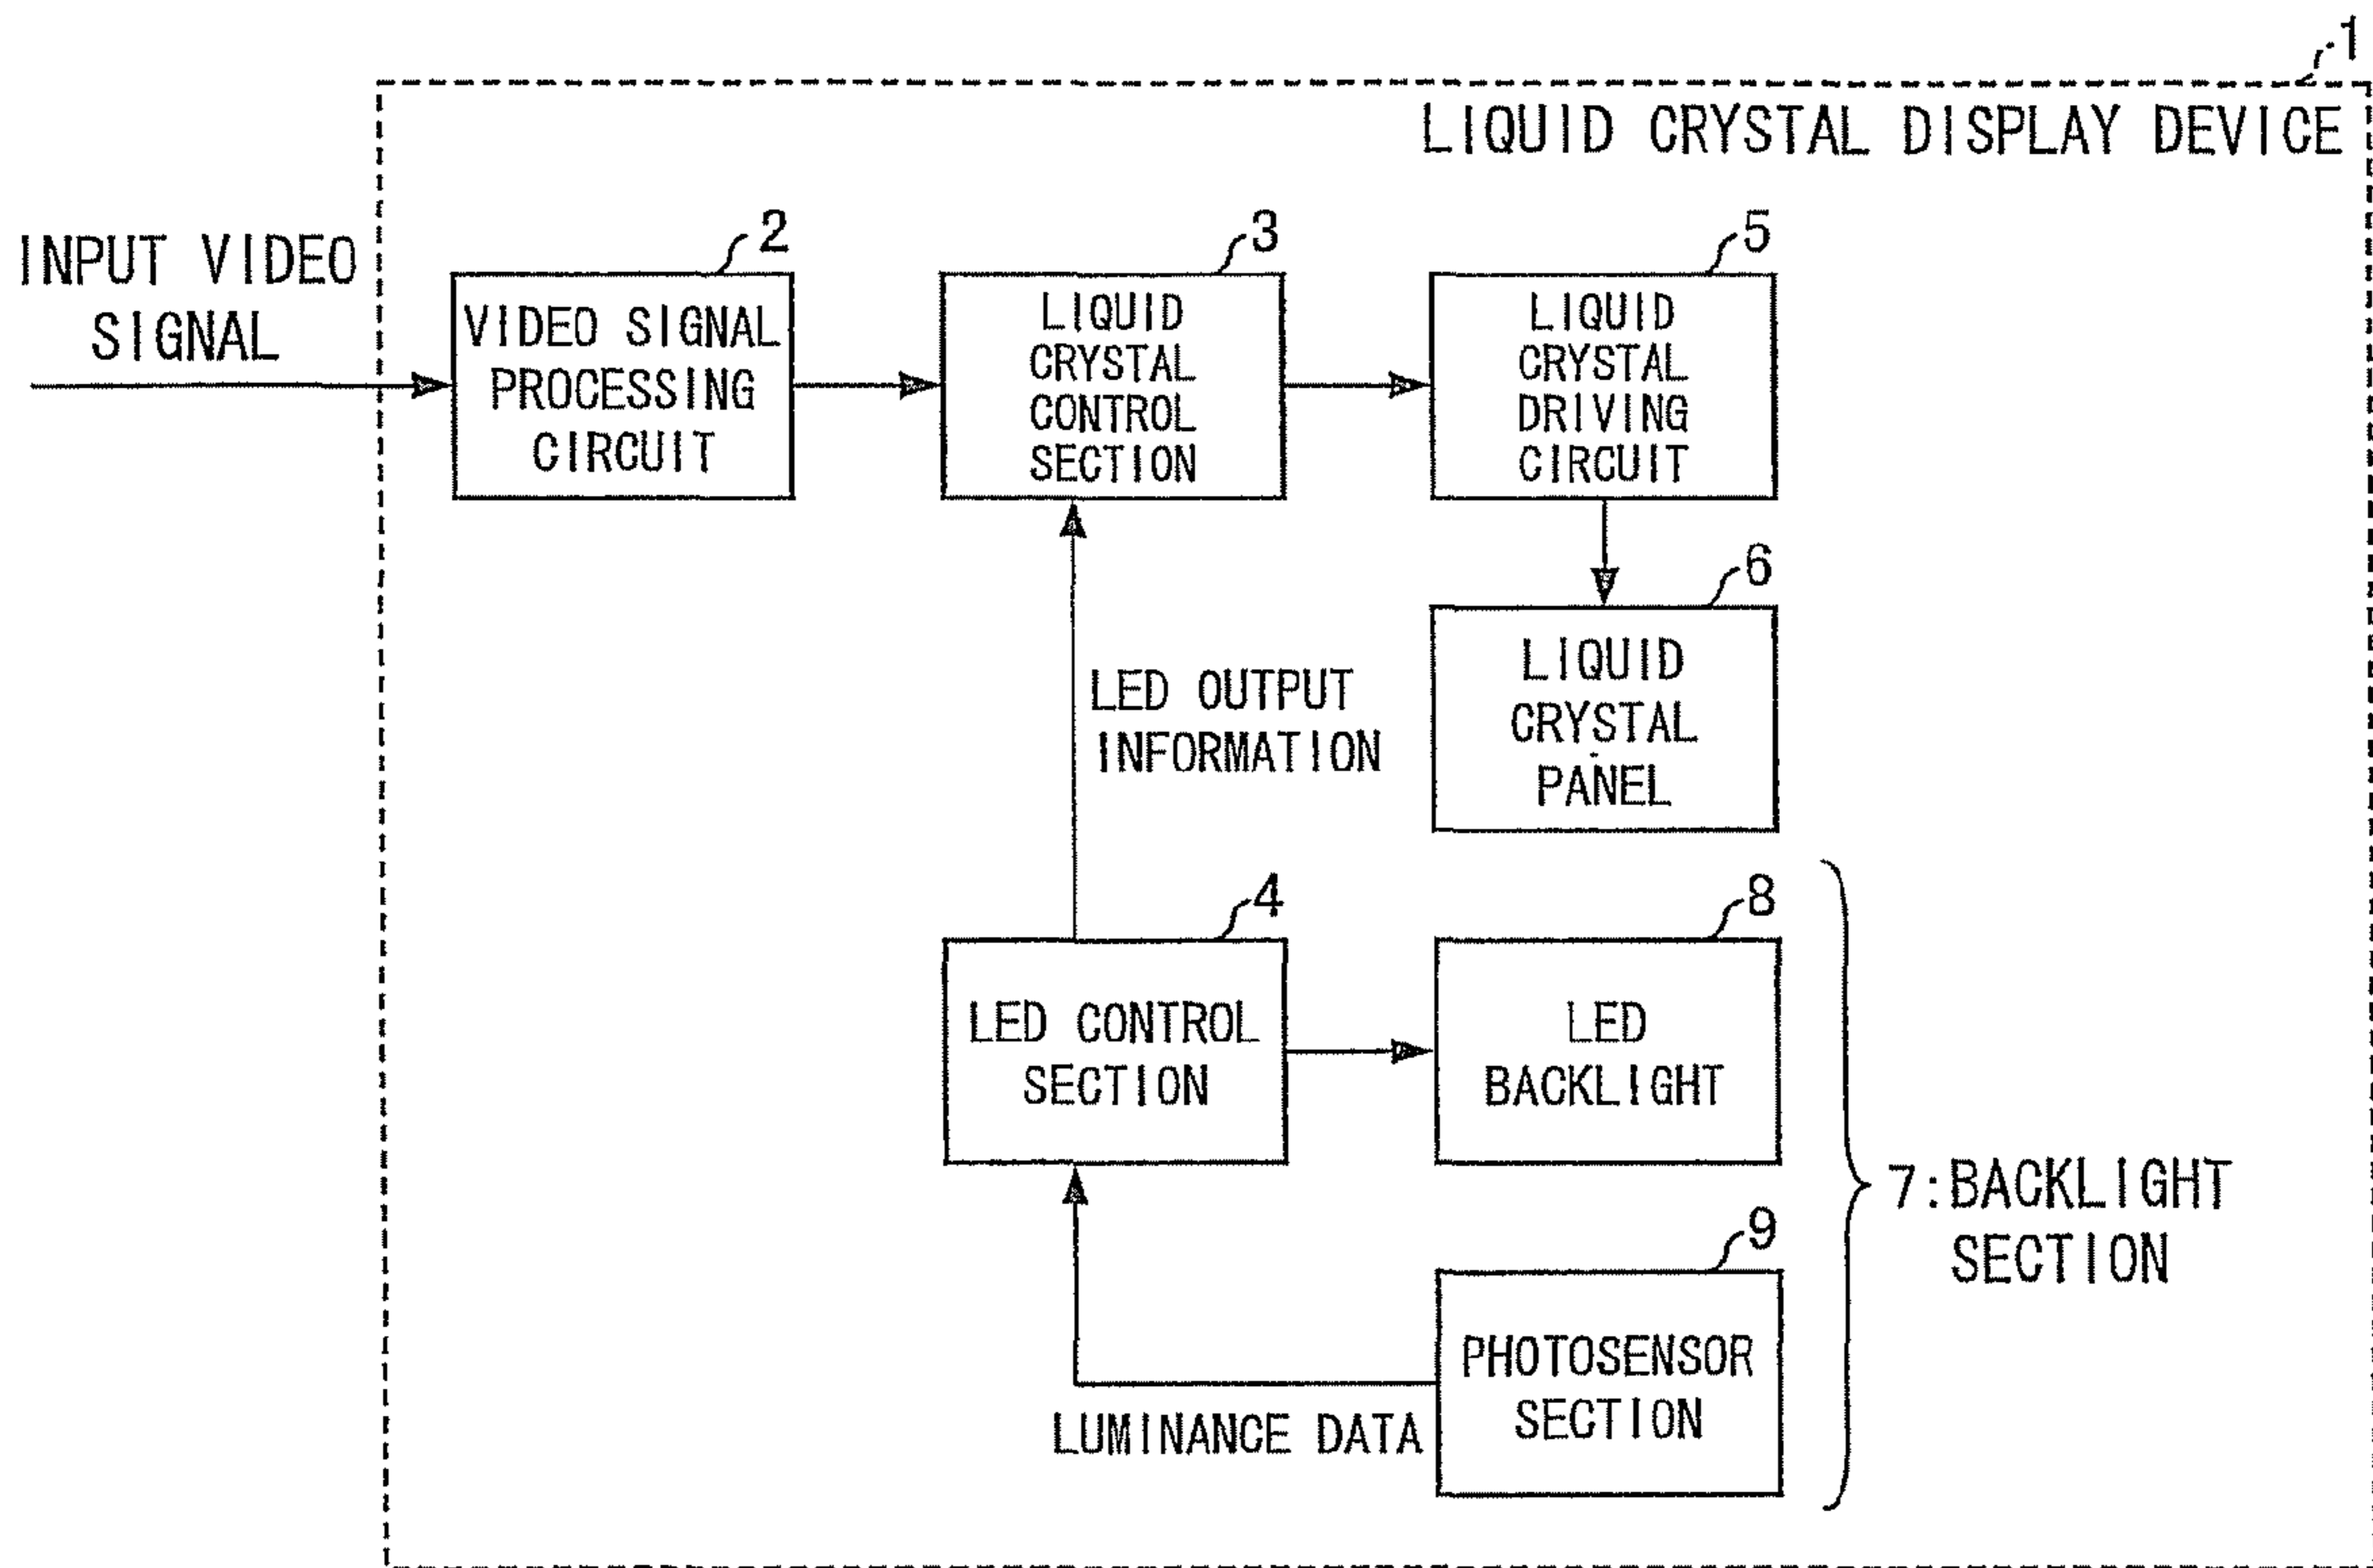 1
LIQUID CRYSTAL DISPLAY DEVICE
INPUT VIDEO
SIGNAL
2
VIDEO SIGNAL
PROCESSING
CIRCUIT
3
LIQUID
CRYSTAL
CONTROL
SECTION
5
LIQUID
CRYSTAL
DRIVING
CIRCUIT
6
LIQUID
CRYSTAL
PANEL
LED OUTPUT
INFORMATION
4
LED CONTROL
SECTION
8
LED
BACKLIGHT
7:BACKLIGHT
SECTION
9
PHOTOSENSOR
SECTION
LUMINANCE DATA